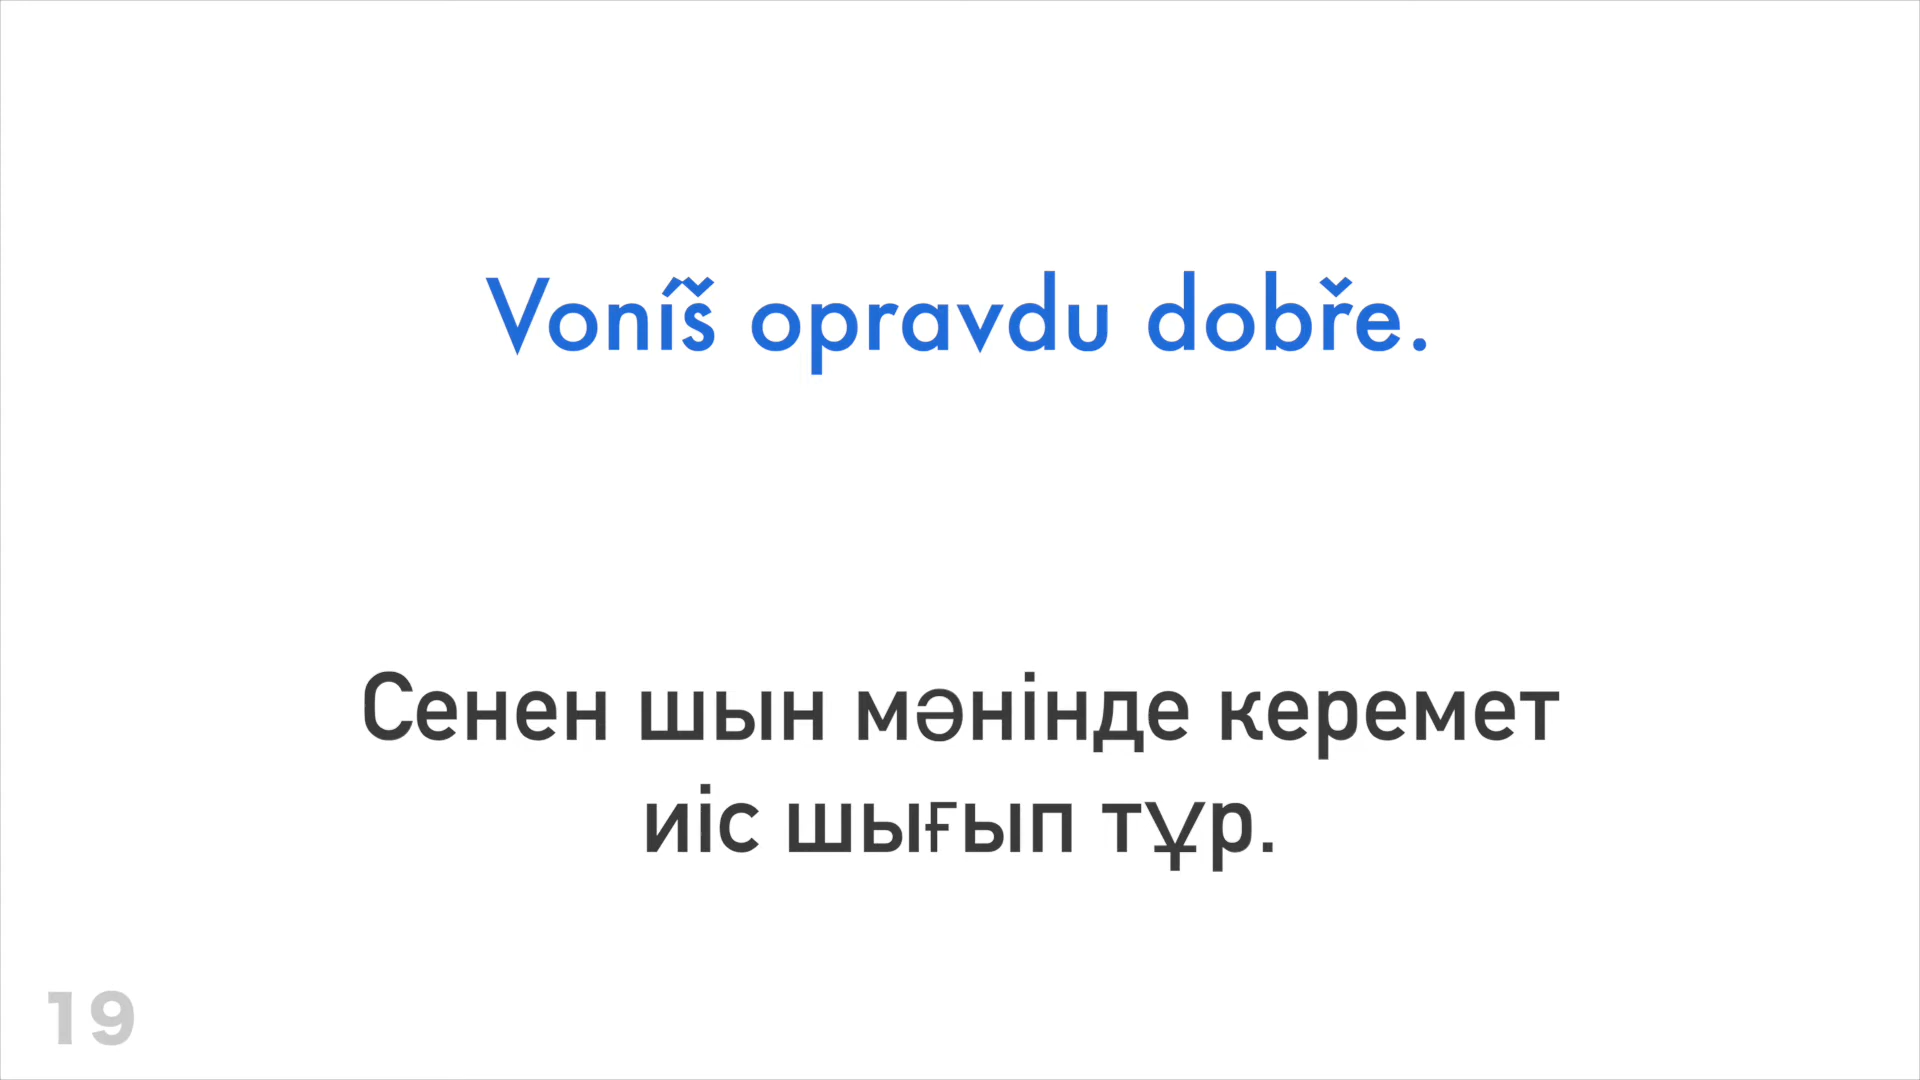 Voníš opravdu dobře.
Сенен шын мәнінде керемет
иіс шығып тұр.
19